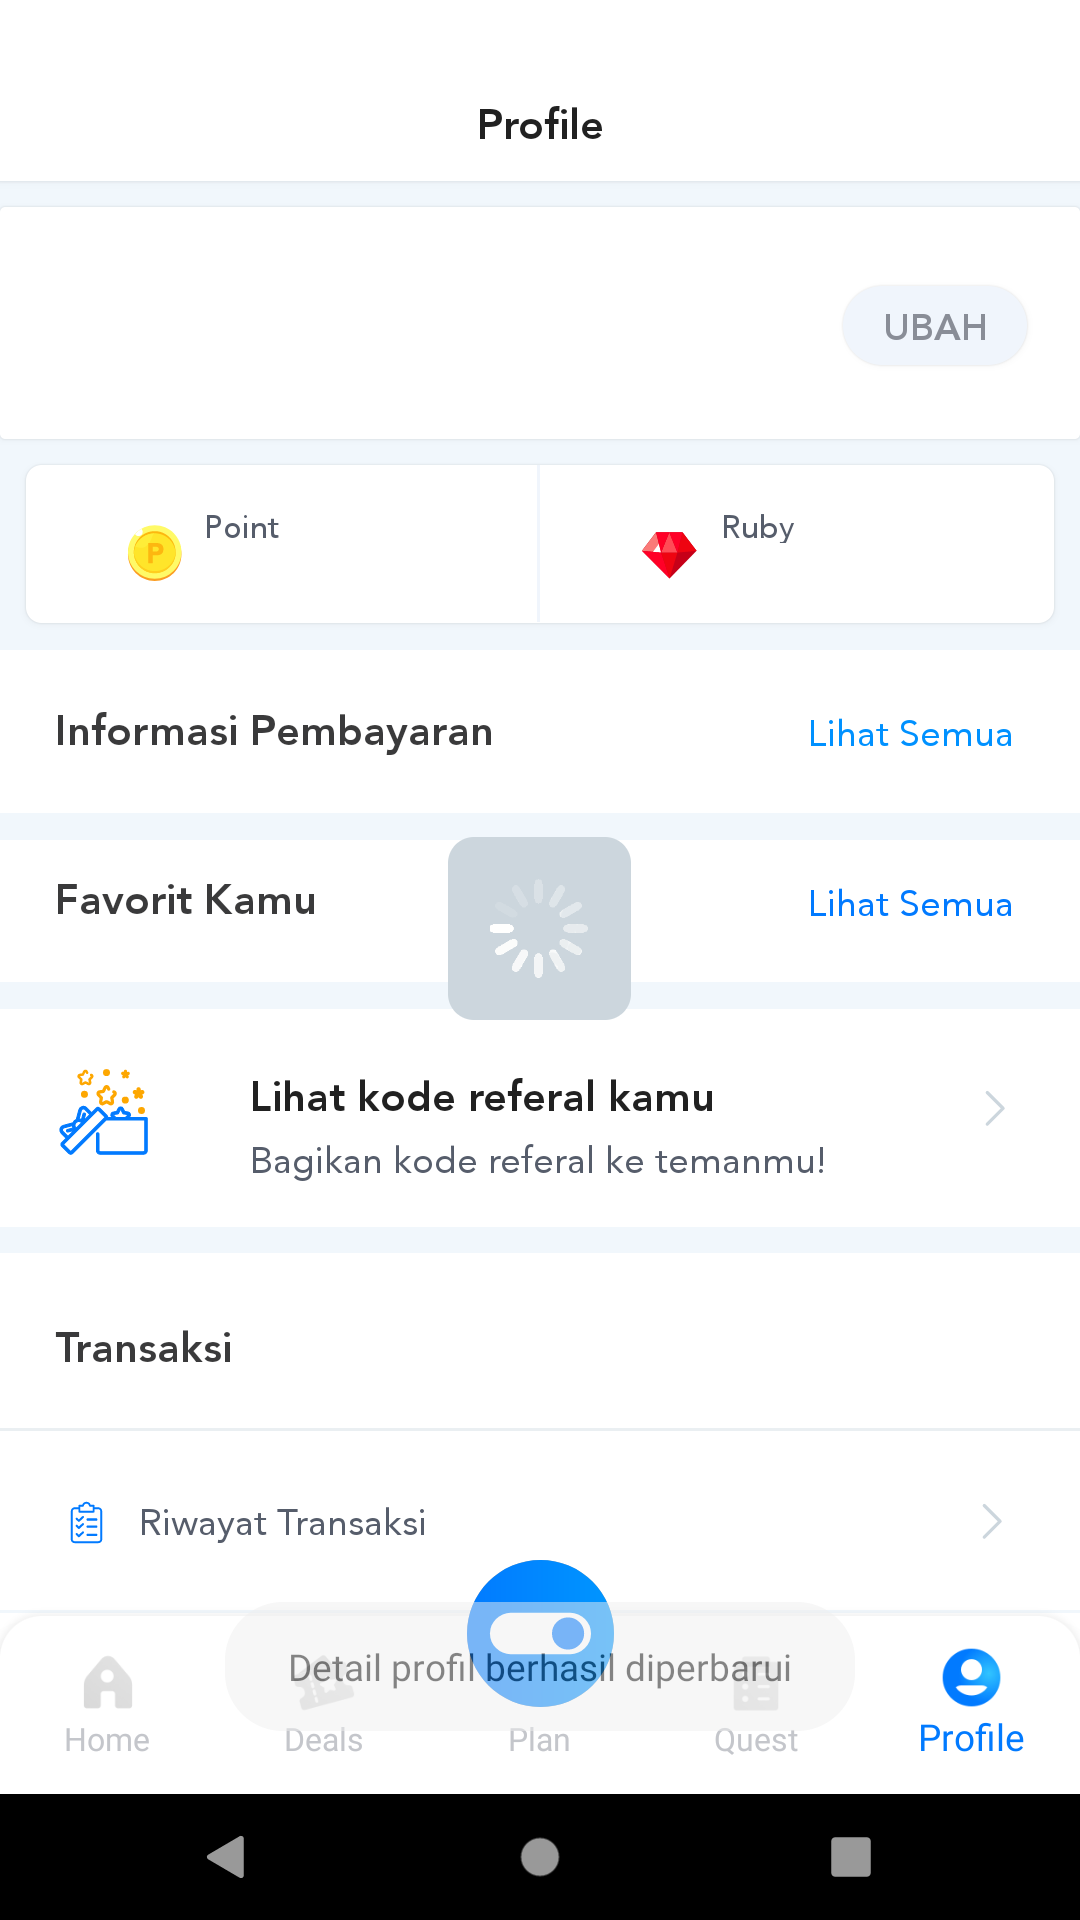 Profile
UBAH
P
Point
Ruby
Informasi Pembayaran
Lihat Semua
Favorit Kamu
Lihat Semua
Lihat kode referal kamu
Bagikan kode referal ke temanmu!
Transaksi
Riwayat Transaksi
Detail profil berhasil diperbarui
Home
Deals
Plan
Quest
Profile